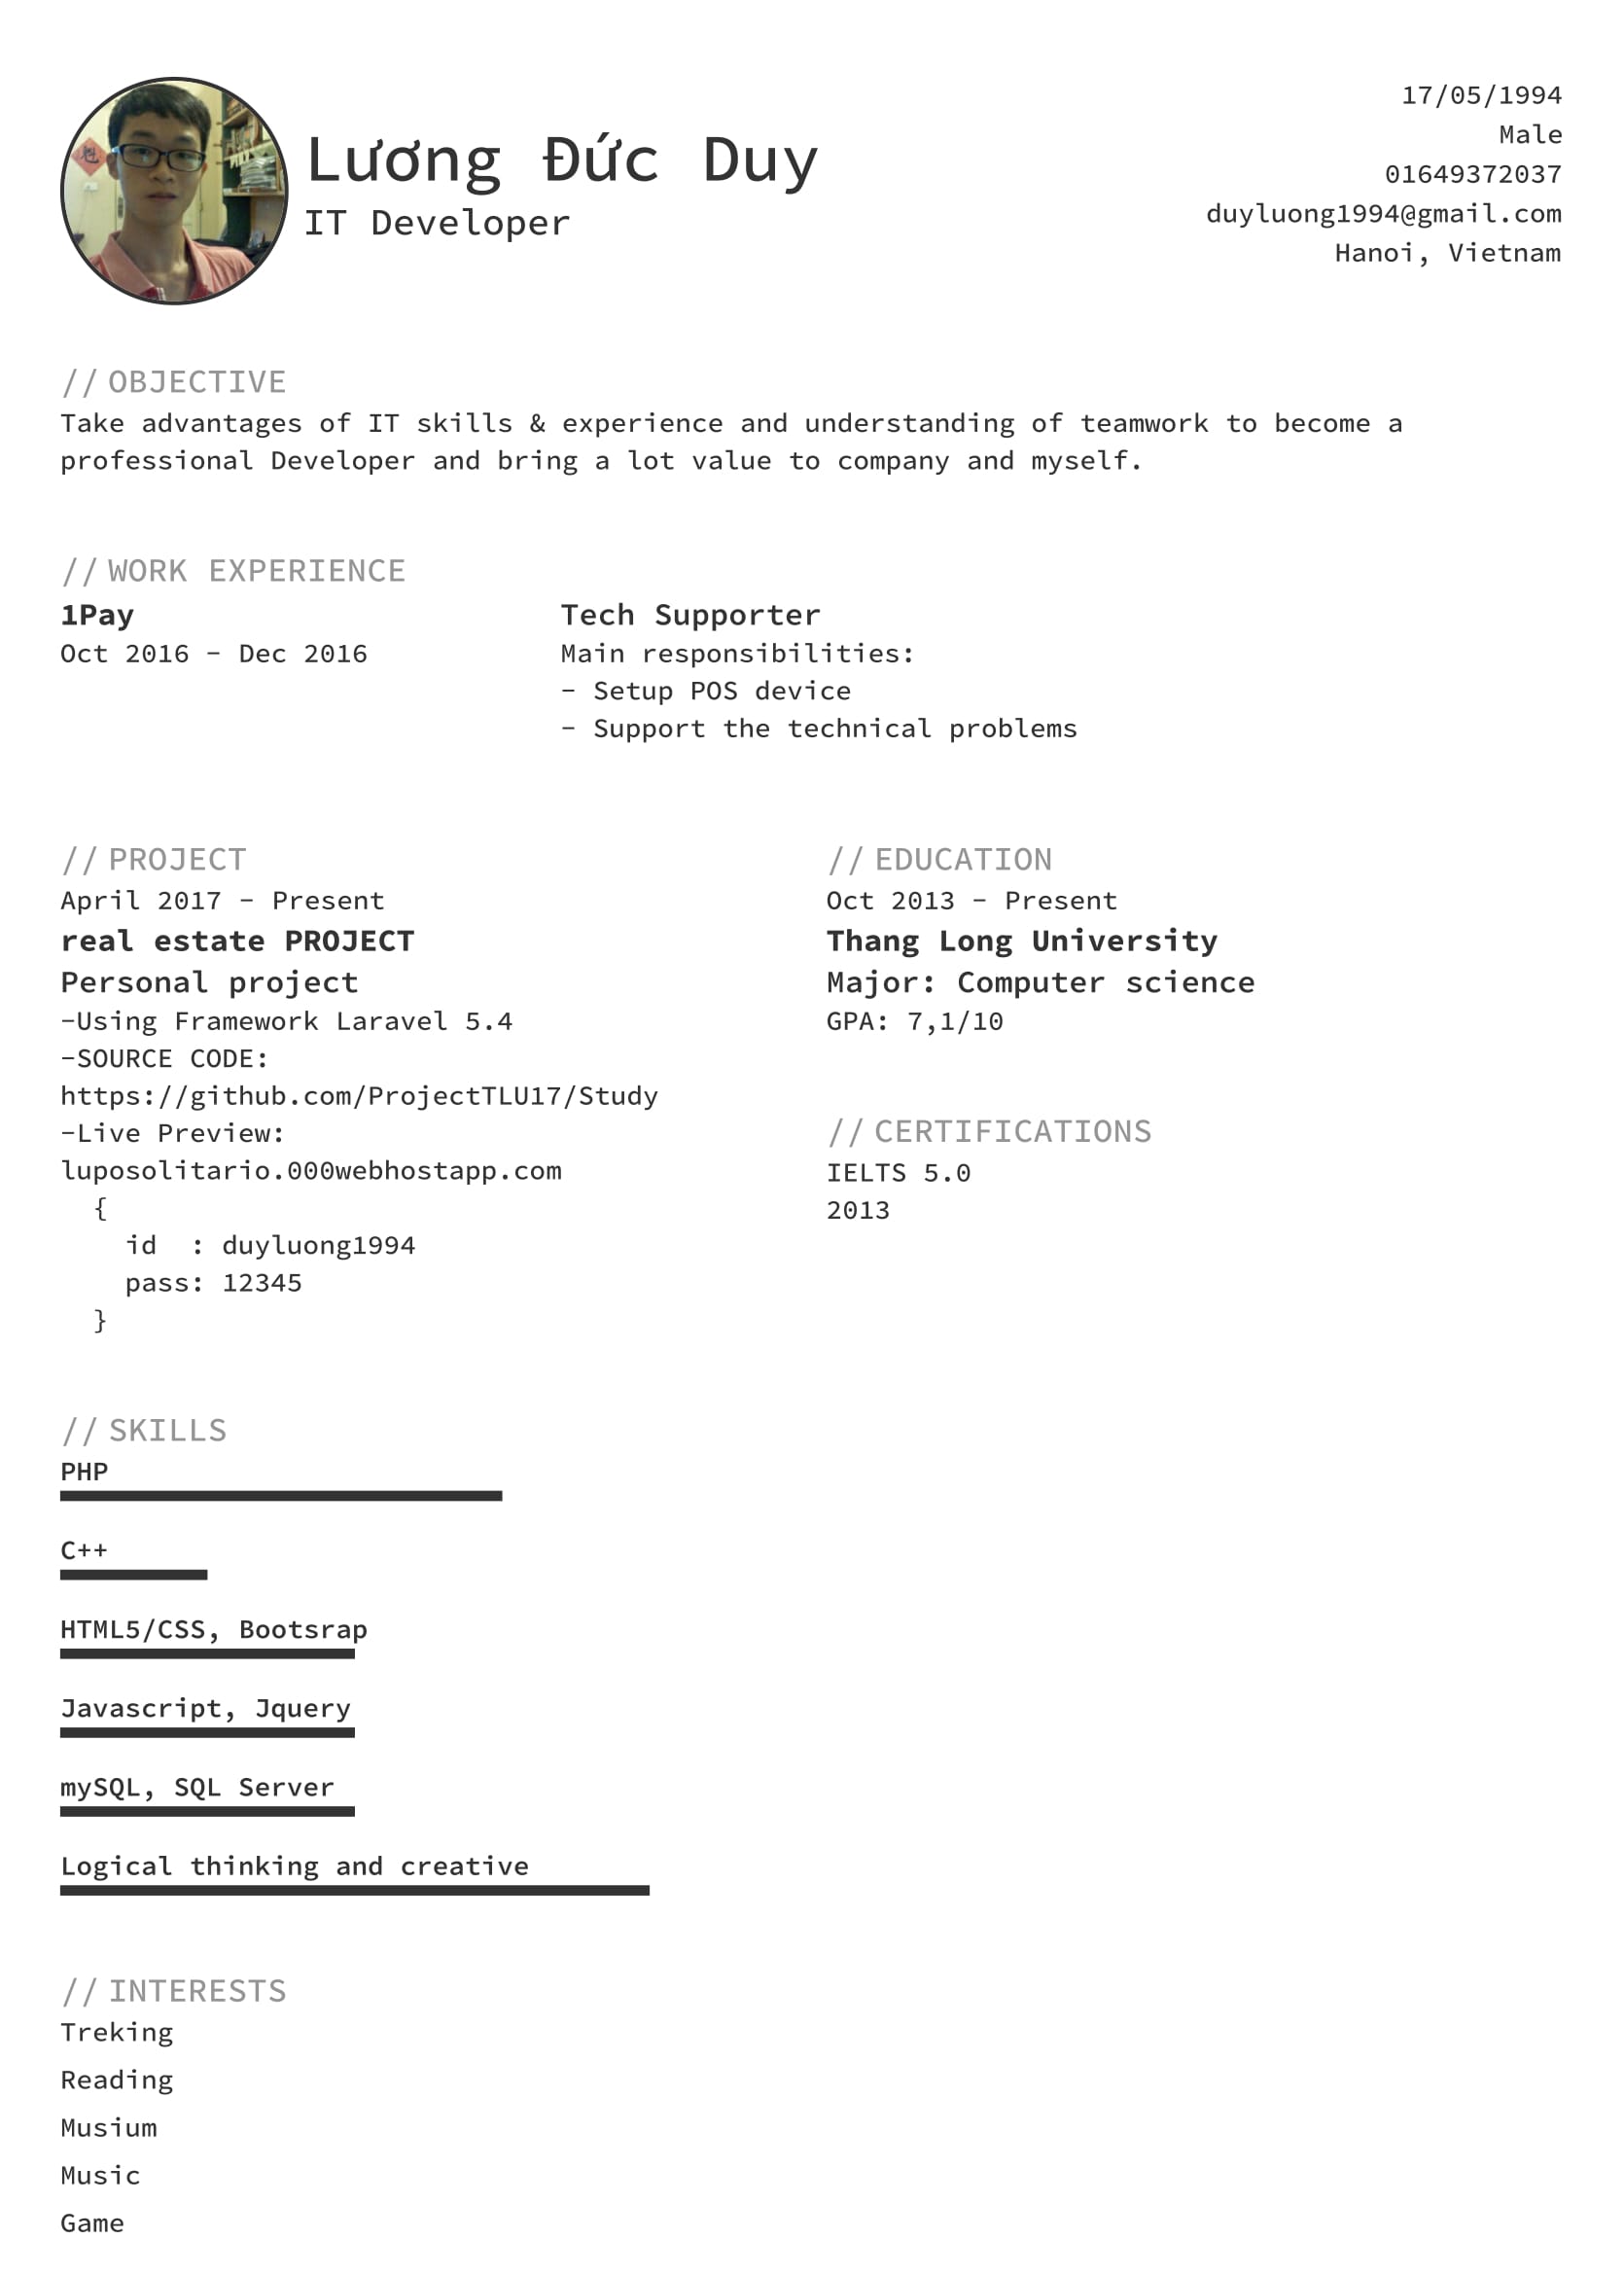 Lương Đức Duy
IT Developer
17/05/1994
Male
01649372037
duyluong1994@gmail.com
Hanoi, Vietnam
// OBJECTIVE
Take advantages of IT skills & experience and understanding of teamwork to become a
professional Developer and bring a lot value to company and myself.
// WORK EXPERIENCE
1Pay
Oct 2016 - Dec 2016
Tech Supporter
Main responsibilities:
- Setup POS device
- Support the technical problems
// PROJECT
April 2017 - Present
real estate PROJECT
Personal project
-Using Framework Laravel 5.4
-SOURCE CODE:
https://github.com/ProjectTLU17/Study
-Live Preview:
luposolitario.000webhostapp.com
{
id  : duyluong1994
pass: 12345
}
// EDUCATION
Oct 2013 - Present
Thang Long University
Major: Computer science
GPA: 7,1/10
// CERTIFICATIONS
IELTS 5.0
2013
// SKILLS
PHP
C++
HTML5/CSS, Bootsrap
Javascript, Jquery
mySQL, SQL Server
Logical thinking and creative
// INTERESTS
Treking
Reading
Musium
Music
Game